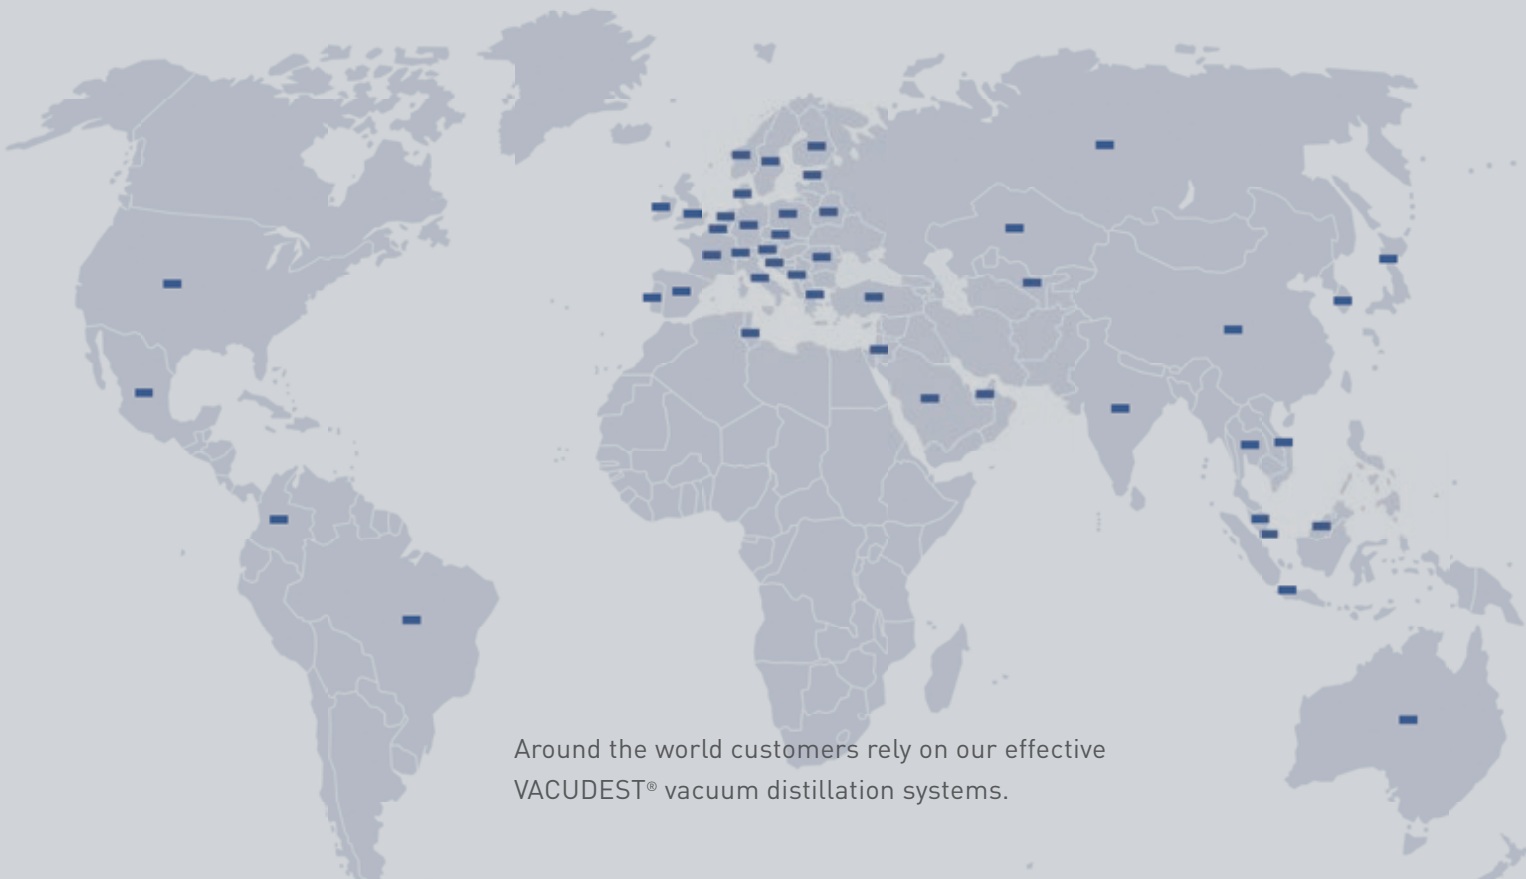 Around the world customers rely on our effective
VACUDEST® vacuum distillation systems.